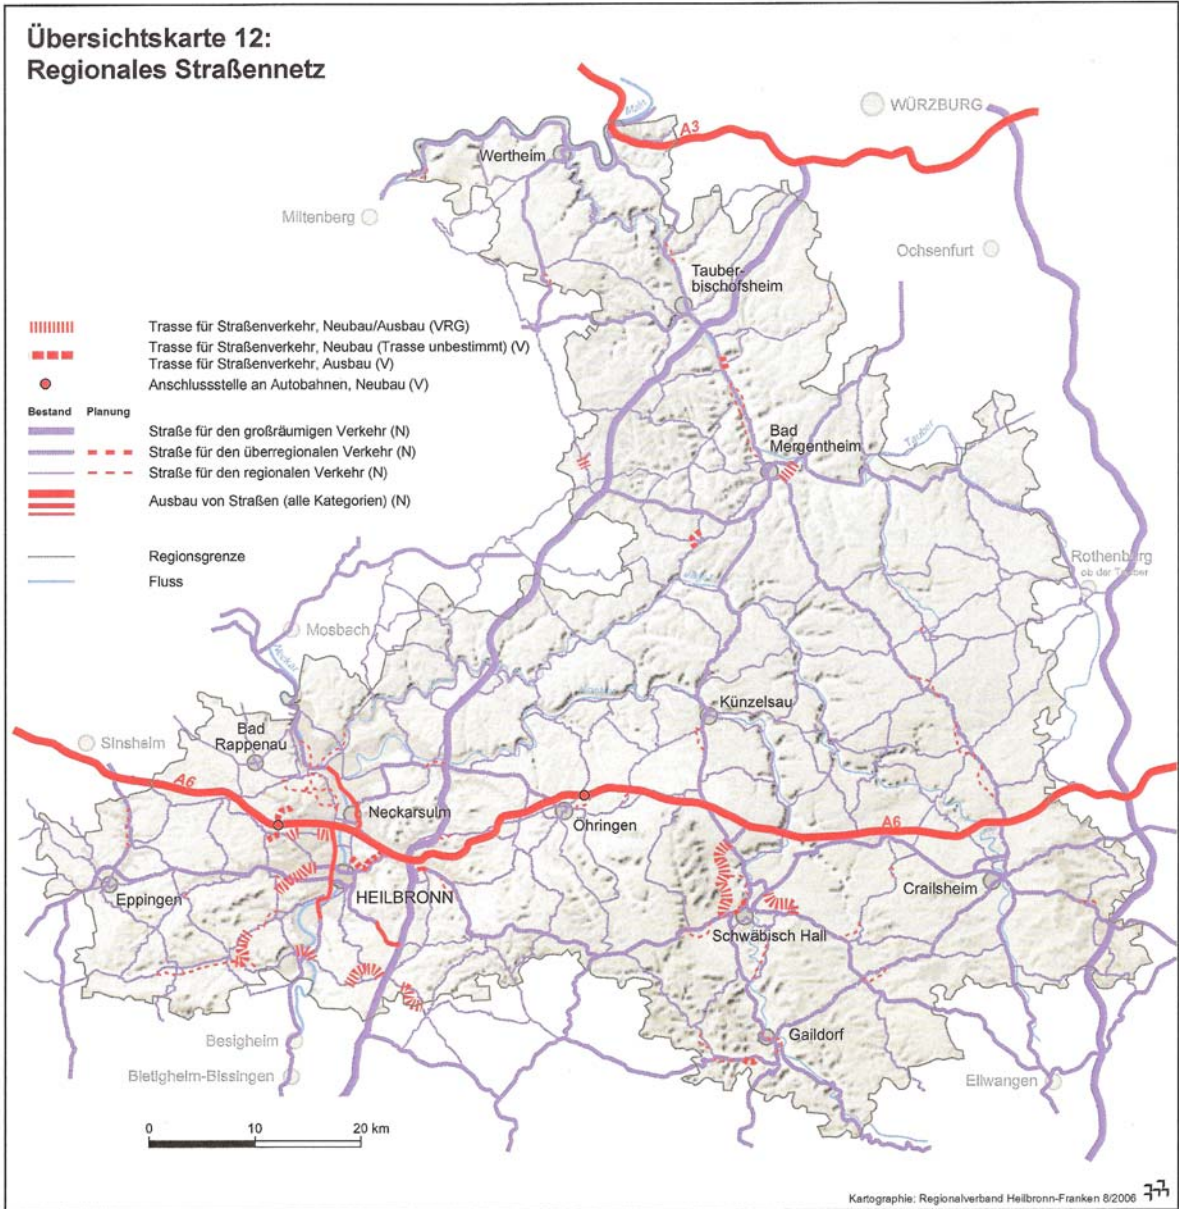 Übersichtskarte 12:
Regionales Straßennetz
WÜRZBURG
Main
A3
Wertheim
Miltenberg
Ochsenfurt
Tauber-
bischofsheim
Trasse für Straßenverkehr, Neubau/Ausbau (VRG)
Trasse für Straßenverkehr, Neubau (Trasse unbestimmt) (V)
Trasse für Straßenverkehr, Ausbau (V)
Anschlussstelle an Autobahnen, Neubau (V)
Bestand Planung
Straße für den großräumigen Verkehr (N)
Straße für den überregionalen Verkehr (N)
Straße für den regionalen Verkehr (N)
Ausbau von Straßen (alle Kategorien) (N)
Regionsgrenze
Fluss
Bad
Mergentheim
Tauber
Rothenburg
ob der Tauber
Mosbach
Neckar
Künzelsau
Sinsheim
Bad
Rappenau
A6
Neckarsulm
Öhringen
A6
Eppingen
HEILBRONN
Crailsheim
Schwäbisch Hall
Besigheim
Bietigheim-Bissingen
Gaildorf
Ellwangen
0 10 20 km
Kartographie: Regionalverband Heilbronn-Franken 8/2006